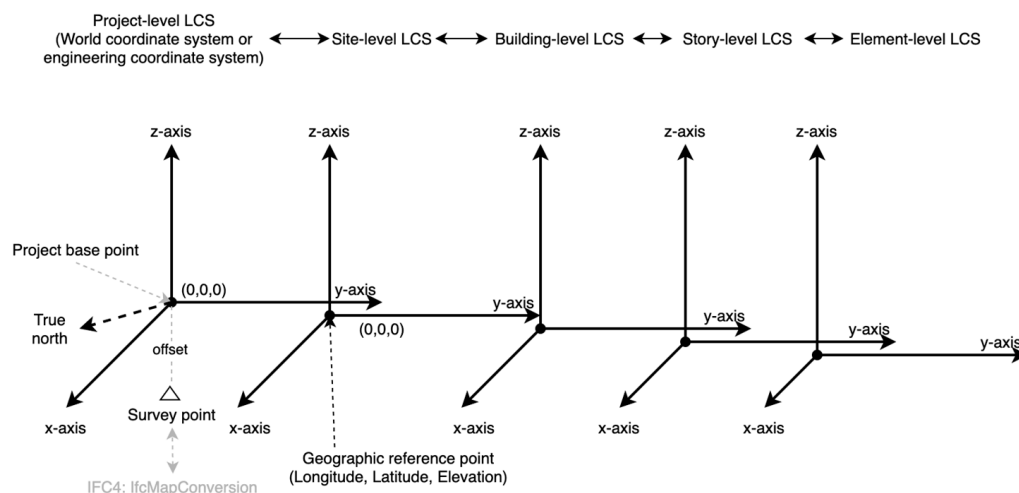 Project-level LCS
(World coordinate system or
engineering coordinate system)
Site-level LCS
Building-level LCS
Story-level LCS
Element-level LCS
z-axis
z-axis
z-axis
z-axis
z-axis
Project base point
(0,0,0)
y-axis
y-axis
(0,0,0)
y-axis
y-axis
y-axis
True
north
offset
Survey point
x-axis
x-axis
x-axis
x-axis
x-axis
Geographic reference point
(Longitude, Latitude, Elevation)
IFC4: IfcMapConversion